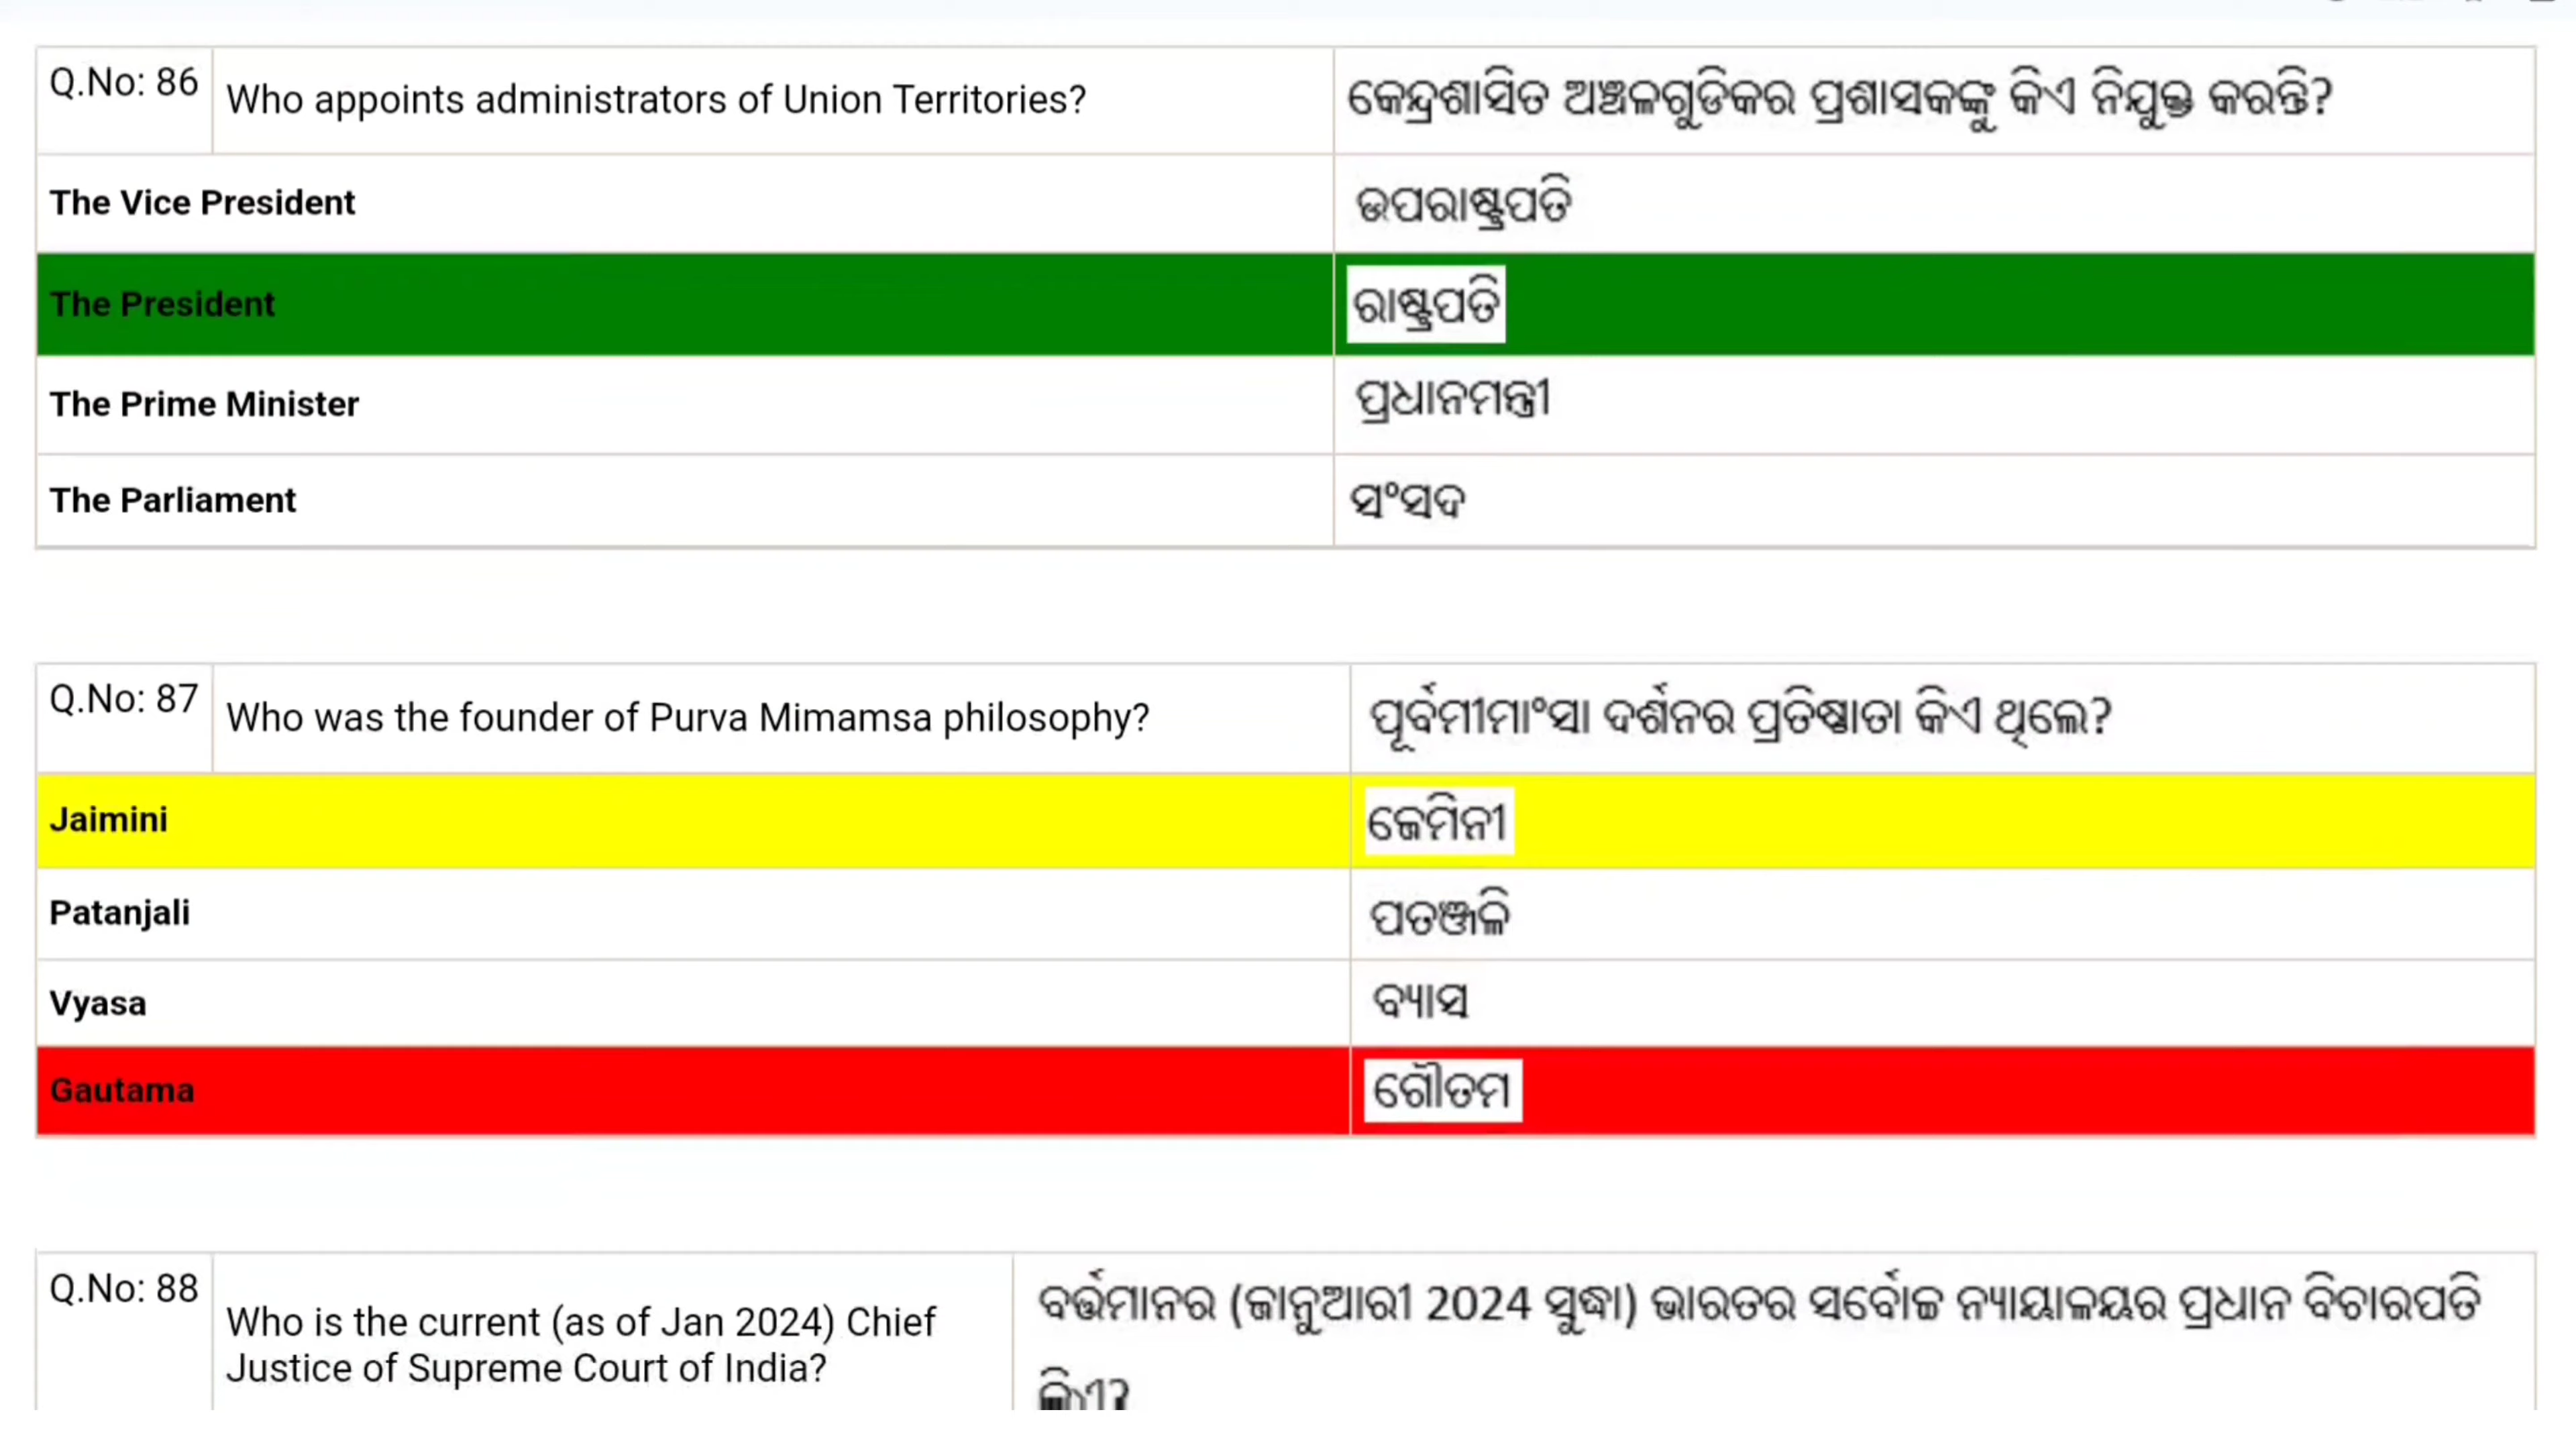 Q.No: 86
Who appoints administrators of Union Territories?
କେନ୍ଦ୍ରଶାସିତ ଅଞ୍ଚଳଗୁଡିକର ପ୍ରଶାସକଙ୍କୁ କିଏ ନିଯୁକ୍ତ କରନ୍ତି?
The Vice President
ଉପରାଷ୍ଟ୍ରପତି
The President
ରାଷ୍ଟ୍ରପତି
The Prime Minister
ପ୍ରଧାନମନ୍ତ୍ରୀ
The Parliament
ସଂସଦ
Q.No: 87
Who was the founder of Purva Mimamsa philosophy?
ପୂର୍ବମୀମାଂସା ଦର୍ଶନର ପ୍ରତିଷ୍ଠାତା କିଏ ଥିଲେ?
Jaimini
ଜେମିନୀ
Patanjali
ପତଞ୍ଜଳି
Vyasa
ବ୍ୟାସ
Gautama
ଗୌତମ
Q.No: 88
Who is the current (as of Jan 2024) Chief
Justice of Supreme Court of India?
ବର୍ତ୍ତମାନର (ଜାନୁଆରୀ 2024 ସୁଦ୍ଧା) ଭାରତର ସର୍ବୋଚ୍ଚ ନ୍ୟାୟାଳୟର ପ୍ରଧାନ ବିଚାରପତି
କିଏ?